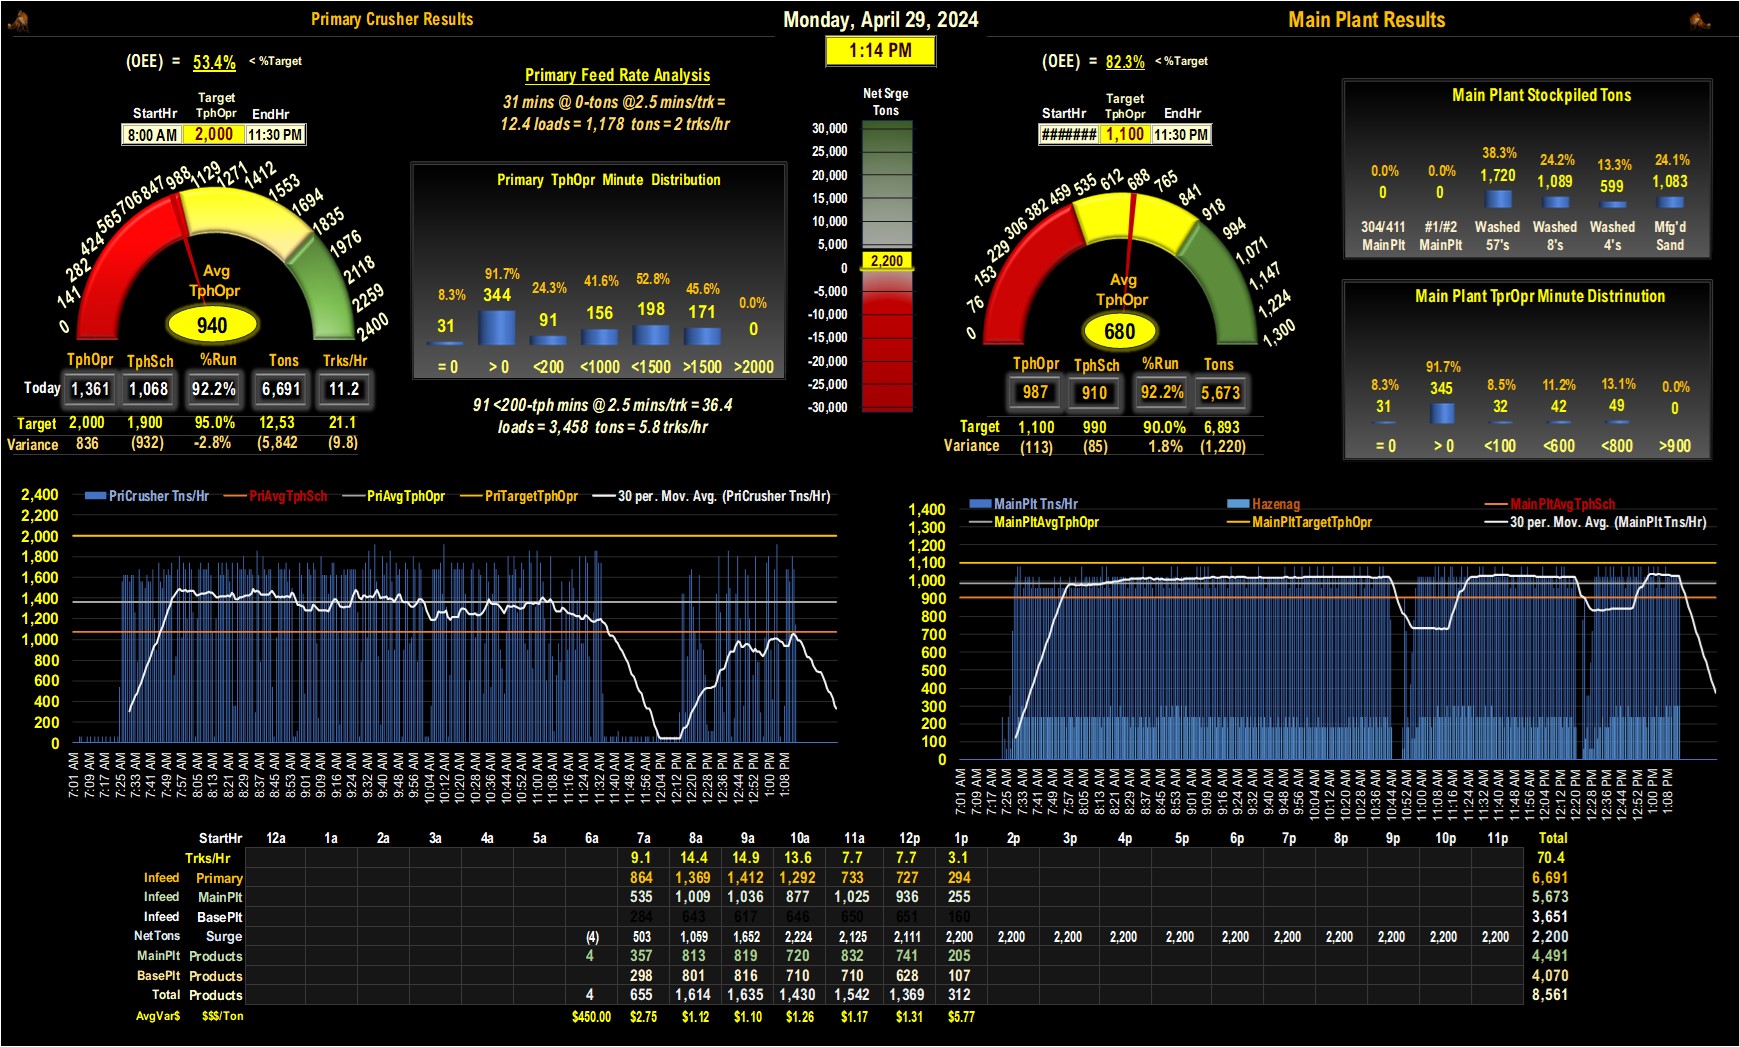 Primary Crusher Results
Monday, April 29, 2024
Main Plant Results
1:14 PM
(OEE) = 53.4% < %Target
Target
StartHr TphOpr EndHr
8:00 AM 2,000 11:30 PM
0 141 282 424 565 706 847 988 1129 1271 1412 1553 1694 1835 1976 2118 2259 2400
Avg
TphOpr
940
TphOpr TphSch %Run Tons Trks/Hr
Today 1,361 1,068 92.2% 6,691 11.2
Target 2,000 1,900 95.0% 12,53 21.1
Variance 836 (932) -2.8% (5,842 (9.8)
Primary Feed Rate Analysis
31 mins @ 0-tons @2.5 mins/trk =
12.4 loads = 1,178 tons = 2 trks/hr
Primary TphOpr Minute Distribution
8.3% 91.7% 24.3% 41.6% 52.8% 45.6% 0.0%
31 344 91 156 198 171 0
= 0 > 0 <200 <1000 <1500 >1500 >2000
91 <200-tph mins @ 2.5 mins/trk = 36.4
loads = 3,458 tons = 5.8 trks/hr
Net Srge
Tons
30,000
25,000
20,000
15,000
10,000
5,000
0
2,200
-5,000
-10,000
-15,000
-20,000
-25,000
-30,000
(OEE) = 82.3% < %Target
Target
StartHr TphOpr EndHr
####### 1,100 11:30 PM
0 76 153 229 306 382 459 535 612 688 765 841 918 994 1,071 1,147 1,224 1,300
Avg
TphOpr
680
TphOpr TphSch %Run Tons
987 910 92.2% 5,673
Target 1,100 990 90.0% 6,893
Variance (113) (85) 1.8% (1,220)
Main Plant Stockpiled Tons
0.0% 0.0% 38.3% 24.2% 13.3% 24.1%
0 0 1,720 1,089 599 1,083
304/411 #1/#2 Washed Washed Washed Mfg'd
MainPlt MainPlt 57's 8's 4's Sand
Main Plant TprOpr Minute Distrinution
8.3% 91.7% 8.5% 11.2% 13.1% 0.0%
31 345 32 42 49 0
= 0 > 0 <100 <600 <800 >900
PriCrusher Tns/Hr PriAvgTphSch PriAvgTphOpr PriTargetTphOpr 30 per. Mov. Avg. (PriCrusher Tns/Hr)
2,400
2,200
2,000
1,800
1,600
1,400
1,200
1,000
800
600
400
200
0
7:01 AM 7:09 AM 7:17 AM 7:25 AM 7:33 AM 7:41 AM 7:49 AM 7:57 AM 8:05 AM 8:13 AM 8:21 AM 8:29 AM 8:37 AM 8:45 AM 8:53 AM 9:01 AM 9:09 AM 9:16 AM 9:24 AM 9:32 AM 9:40 AM 9:48 AM 9:56 AM 10:04 AM 10:12 AM 10:20 AM 10:28 AM 10:36 AM 10:44 AM 10:52 AM 11:00 AM 11:08 AM 11:16 AM 11:24 AM 11:32 AM 11:40 AM 11:48 AM 11:56 AM 12:04 PM 12:12 PM 12:20 PM 12:28 PM 12:36 PM 12:44 PM 12:52 PM 1:00 PM 1:08 PM
MainPlt Tns/Hr Hazenag MainPltAvgTphSch
MainPltAvgTphOpr MainPltTargetTphOpr 30 per. Mov. Avg. (MainPlt Tns/Hr)
1,400
1,300
1,200
1,100
1,000
900
800
700
600
500
400
300
200
100
0
7:01 AM 7:09 AM 7:17 AM 7:25 AM 7:33 AM 7:41 AM 7:49 AM 7:57 AM 8:05 AM 8:13 AM 8:21 AM 8:29 AM 8:37 AM 8:45 AM 8:53 AM 9:01 AM 9:09 AM 9:16 AM 9:24 AM 9:32 AM 9:40 AM 9:48 AM 9:56 AM 10:04 AM 10:12 AM 10:20 AM 10:28 AM 10:36 AM 10:44 AM 10:52 AM 11:00 AM 11:08 AM 11:16 AM 11:24 AM 11:32 AM 11:40 AM 11:48 AM 11:56 AM 12:04 PM 12:12 PM 12:20 PM 12:28 PM 12:36 PM 12:44 PM 12:52 PM 1:00 PM 1:08 PM
StartHr 12a 1a 2a 3a 4a 5a 6a 7a 8a 9a 10a 11a 12p 1p 2p 3p 4p 5p 6p 7p 8p 9p 10p 11p Total
Trks/Hr 9.1 14.4 14.9 13.6 7.7 7.7 3.1 70.4
Infeed Primary 864 1,369 1,412 1,292 733 727 294 6,691
Infeed MainPlt 535 1,009 1,036 877 1,025 936 255 5,673
Infeed BasePlt 284 643 617 646 650 651 160 3,651
NetTons Surge (4) 503 1,059 1,652 2,224 2,125 2,111 2,200 2,200 2,200 2,200 2,200 2,200 2,200 2,200 2,200 2,200 2,200 2,200
MainPlt Products 4 357 813 819 720 832 741 205 4,491
BasePlt Products 298 801 816 710 710 628 107 4,070
Total Products 4 655 1,614 1,635 1,430 1,542 1,369 312 8,561
AvgVar$ $$$/Ton $450.00 $2.75 $1.12 $1.10 $1.26 $1.17 $1.31 $5.77